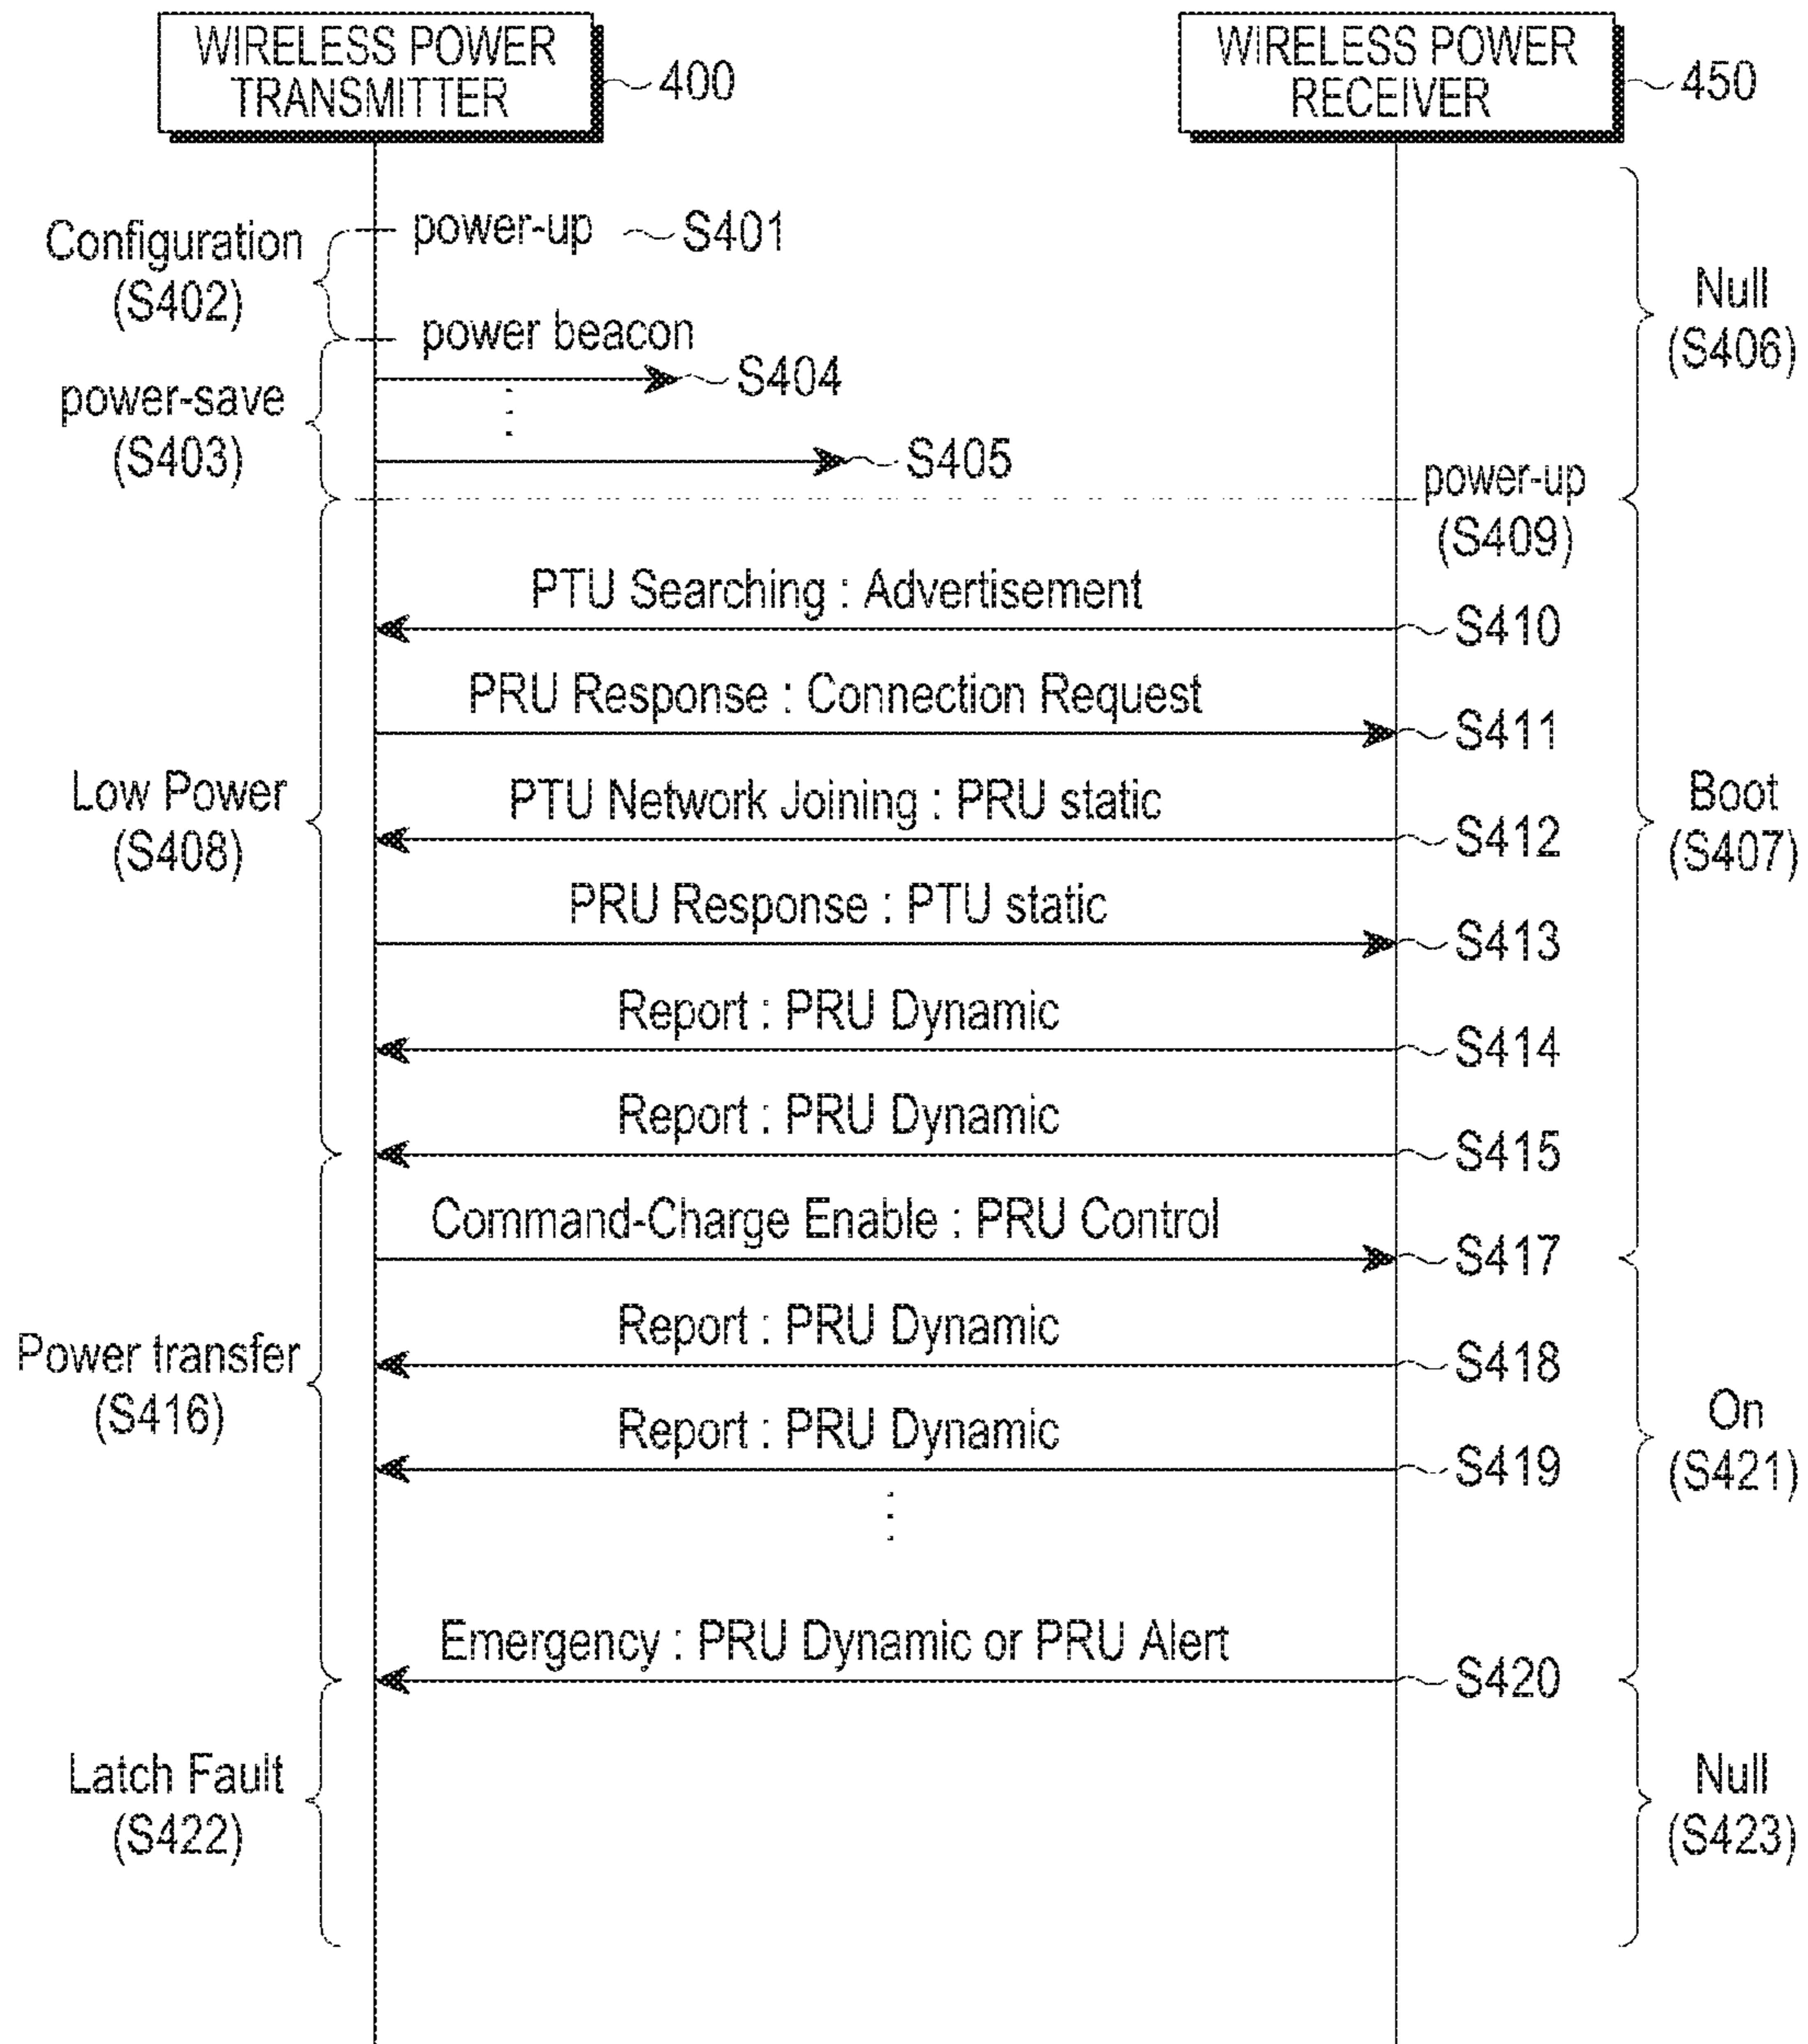 WIRELESS POWER
TRANSMITTER
400
WIRELESS POWER
RECEIVER
450
Configuration
(S402)
power-up
S401
Null
(S406)
power beacon
S404
power-save
(S403)
S405
power-up
(S409)
PTU Searching : Advertisement
S410
PRU Response : Connection Request
S411
Low Power
(S408)
PTU Network Joining : PRU static
S412
Boot
(S407)
PRU Response : PTU static
S413
Report : PRU Dynamic
S414
Report : PRU Dynamic
S415
Command-Charge Enable : PRU Control
S417
Power transfer
(S416)
Report : PRU Dynamic
S418
Report : PRU Dynamic
S419
On
(S421)
Emergency : PRU Dynamic or PRU Alert
S420
Latch Fault
(S422)
Null
(S423)